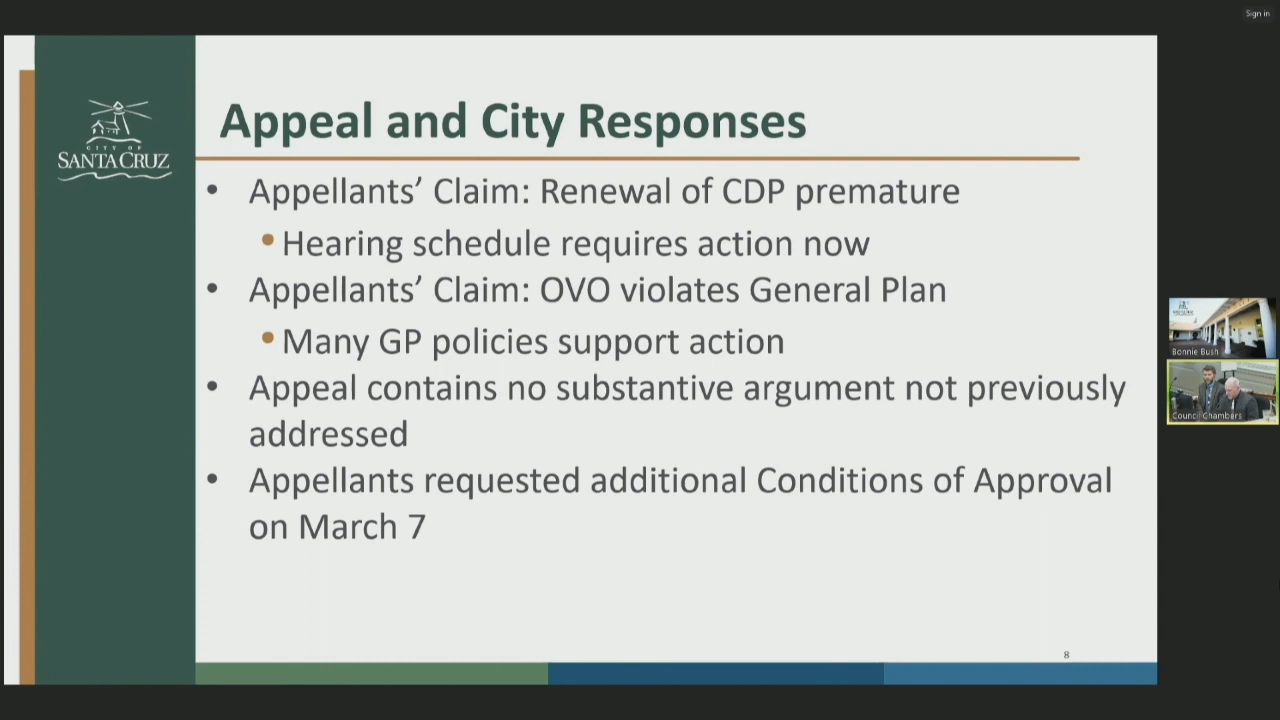 Sign in
CITY OF
SANTA CRUZ
Appeal and City Responses
• Appellants’ Claim: Renewal of CDP premature
• Hearing schedule requires action now
• Appellants’ Claim: OVO violates General Plan
• Many GP policies support action
• Appeal contains no substantive argument not previously
addressed
• Appellants requested additional Conditions of Approval
on March 7
8
Bonnie Bush
Council Chambers